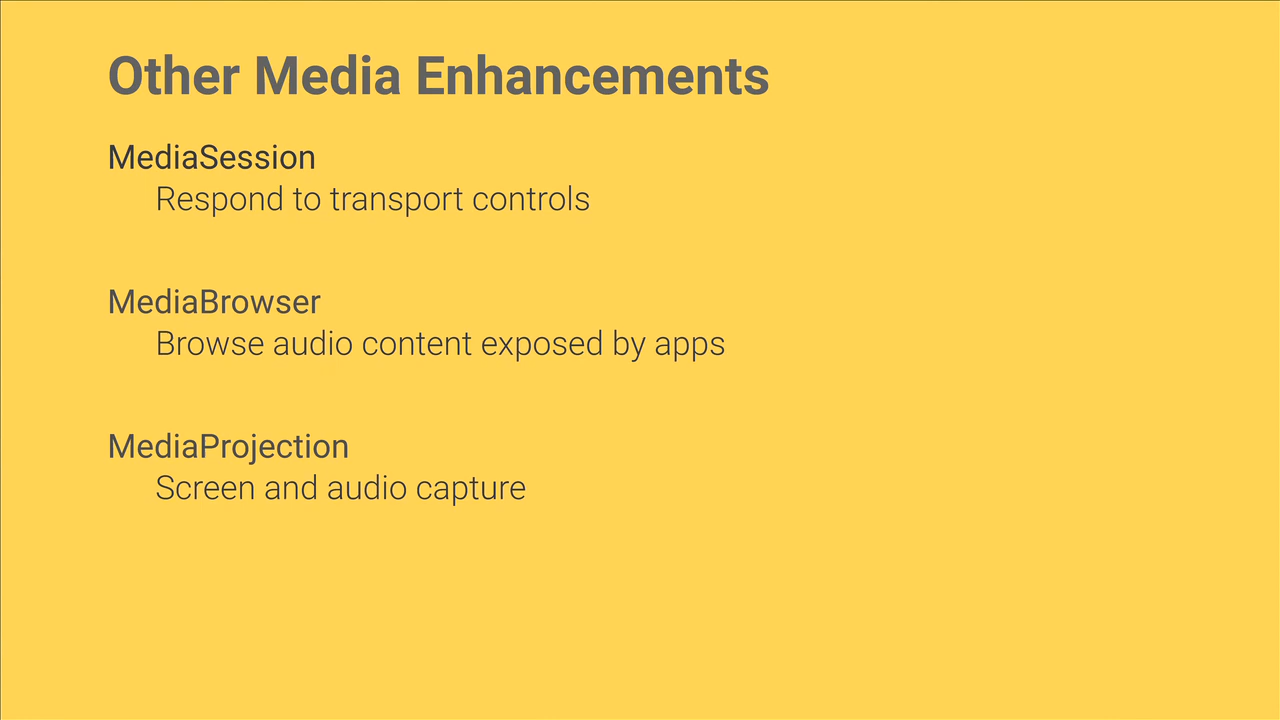 Other Media Enhancements
MediaSession
Respond to transport controls
MediaBrowser
Browse audio content exposed by apps
MediaProjection
Screen and audio capture